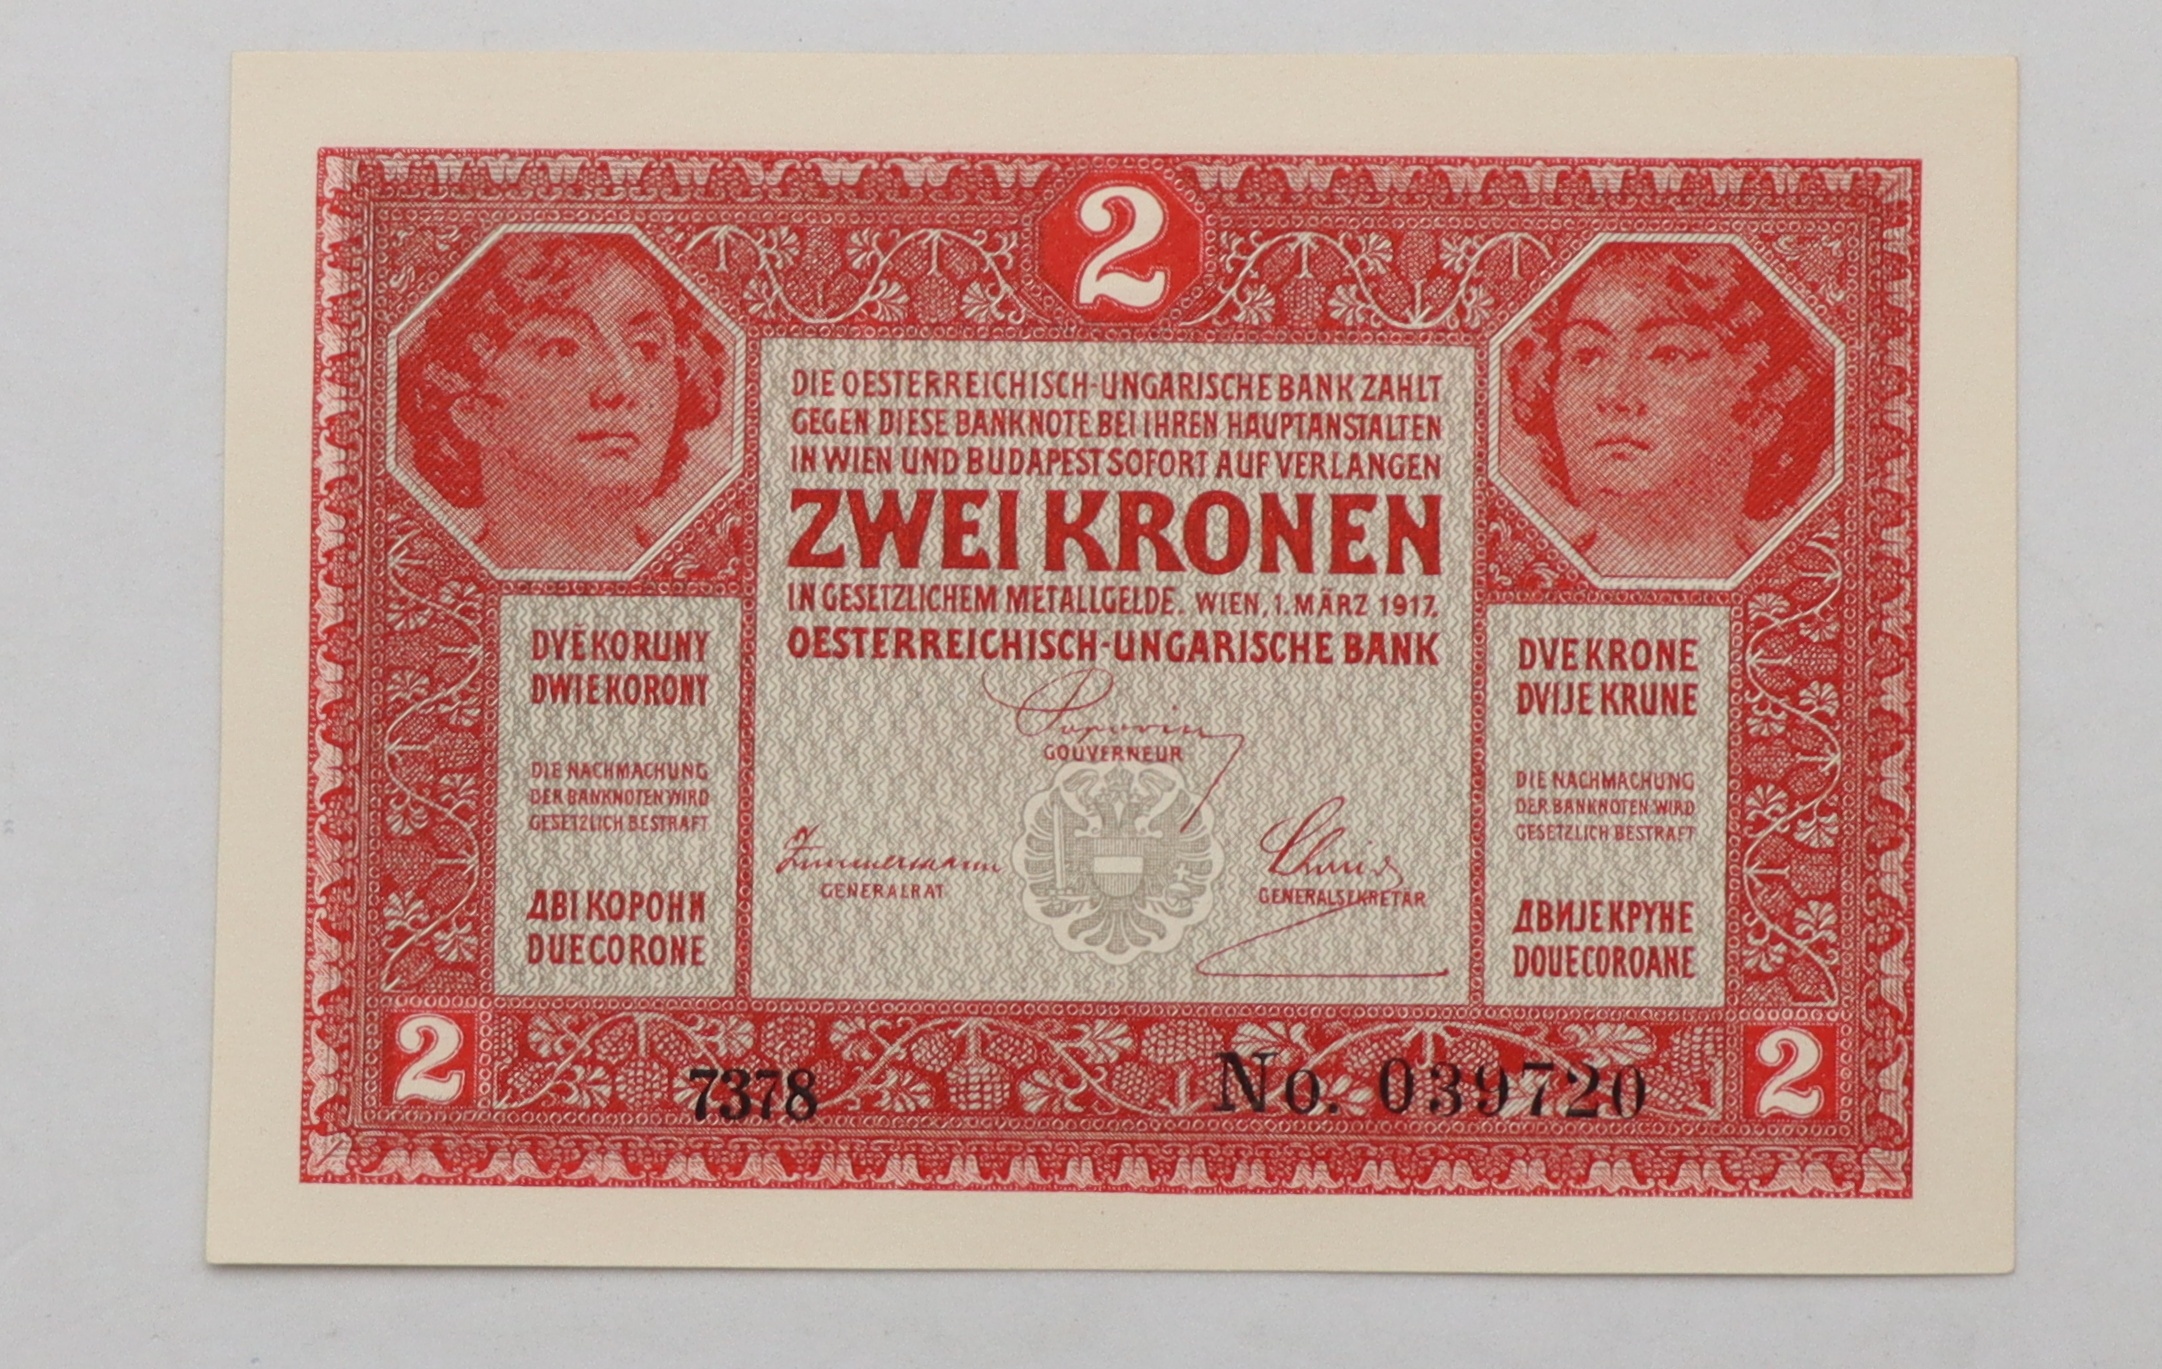 2
DIE OESTERREICHISCH-UNGARISCHE BANK ZAHLT
GEGEN DIESE BANKNOTE BEI IHREN HAUPTANSTALTEN
IN WIEN UND BUDAPEST SOFORT AUF VERLANGEN
ZWEI KRONEN
IN GESETZLICHEM METALLGELDE. WIEN, 1. MÄRZ 1917.
OESTERREICHISCH-UNGARISCHE BANK
Popovics
GOUVERNEUR
Zimmermann
GENERALRAT
Schmid
GENERALSEKRETÄR
DVĚ KORUNY
DWIE KORONY
DIE NACHMACHUNG
DER BANKNOTEN WIRD
GESETZLICH BESTRAFT
ДВІ КОРОНИ
DUE CORONE
DVE KRONE
DVIJE KRUNE
DIE NACHMACHUNG
DER BANKNOTEN WIRD
GESETZLICH BESTRAFT
ДВИЈЕ КРУНЕ
DOUE COROANE
2
7378
No. 039720
2